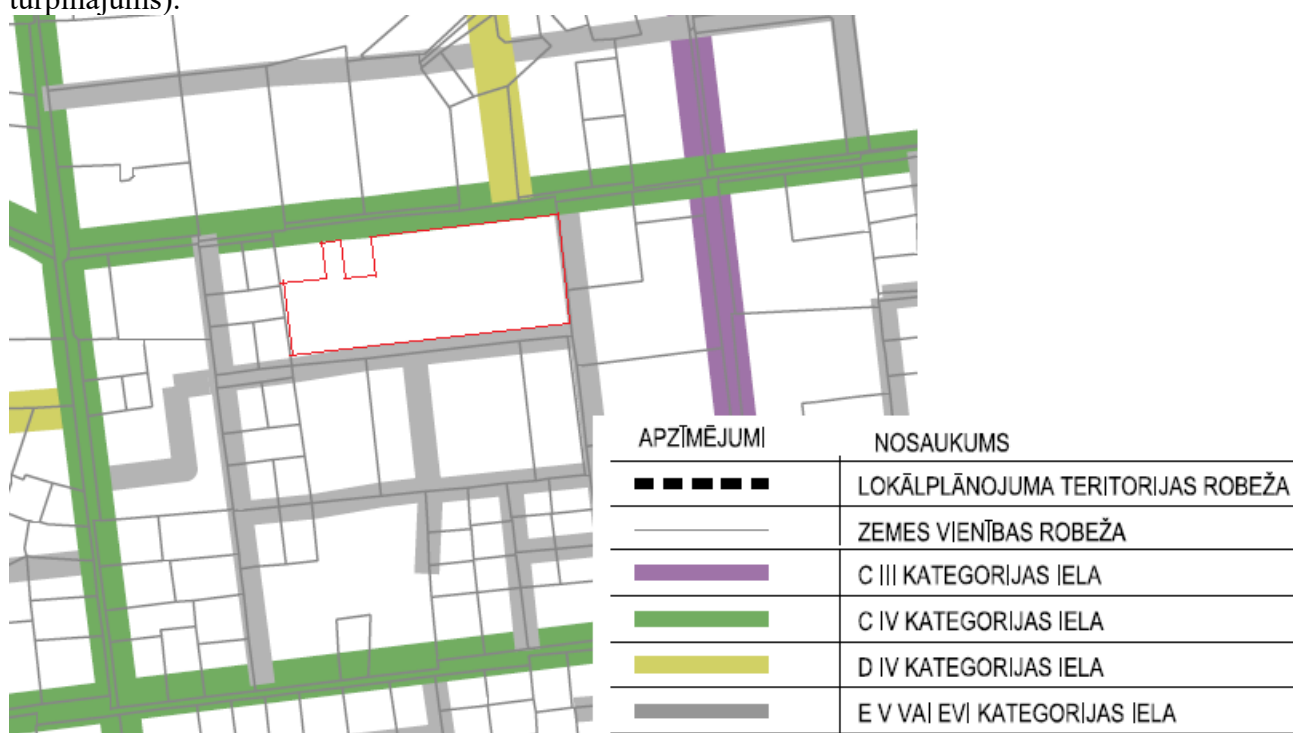 turpinājums).
APZĪMĒJUMI NOSAUKUMS
LOKĀLPLĀNOJUMA TERITORIJAS ROBEŽA
ZEMES VIENĪBAS ROBEŽA
C III KATEGORIJAS IELA
C IV KATEGORIJAS IELA
D IV KATEGORIJAS IELA
E V VAI EVI KATEGORIJAS IELA